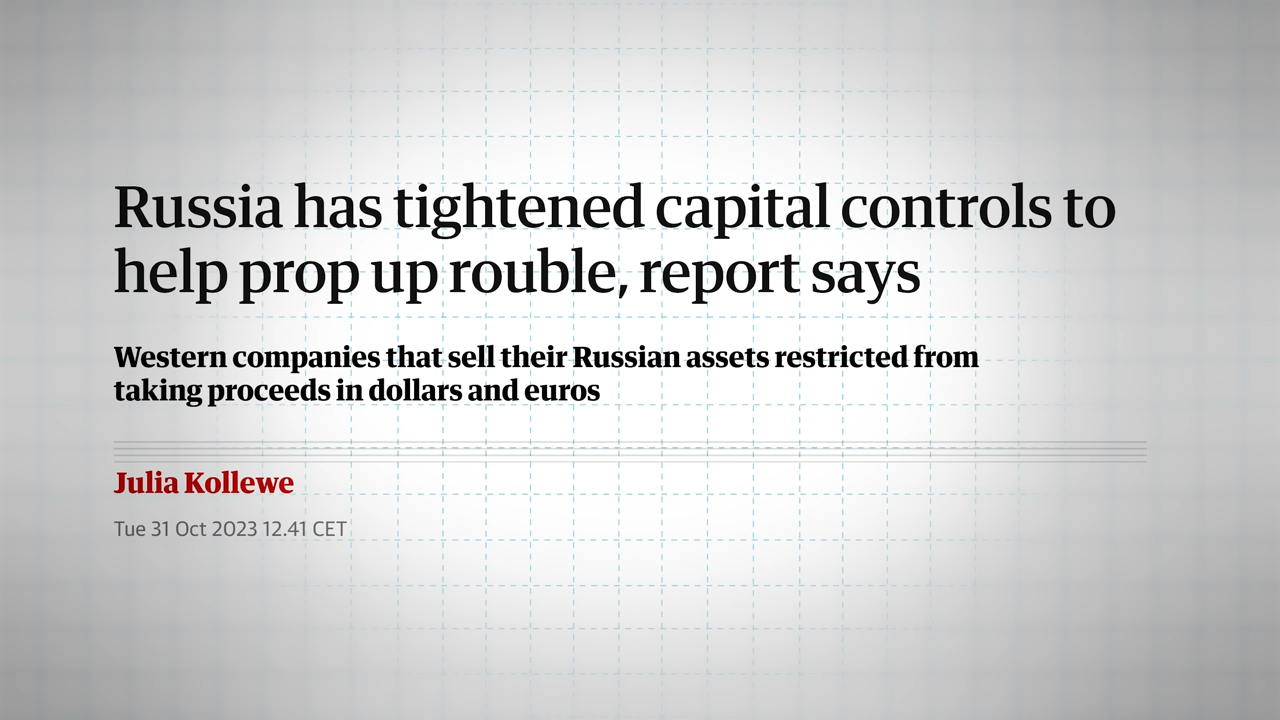 Russia has tightened capital controls to
help prop up rouble, report says
Western companies that sell their Russian assets restricted from
taking proceeds in dollars and euros
Julia Kollewe
Tue 31 Oct 2023 12.41 CET